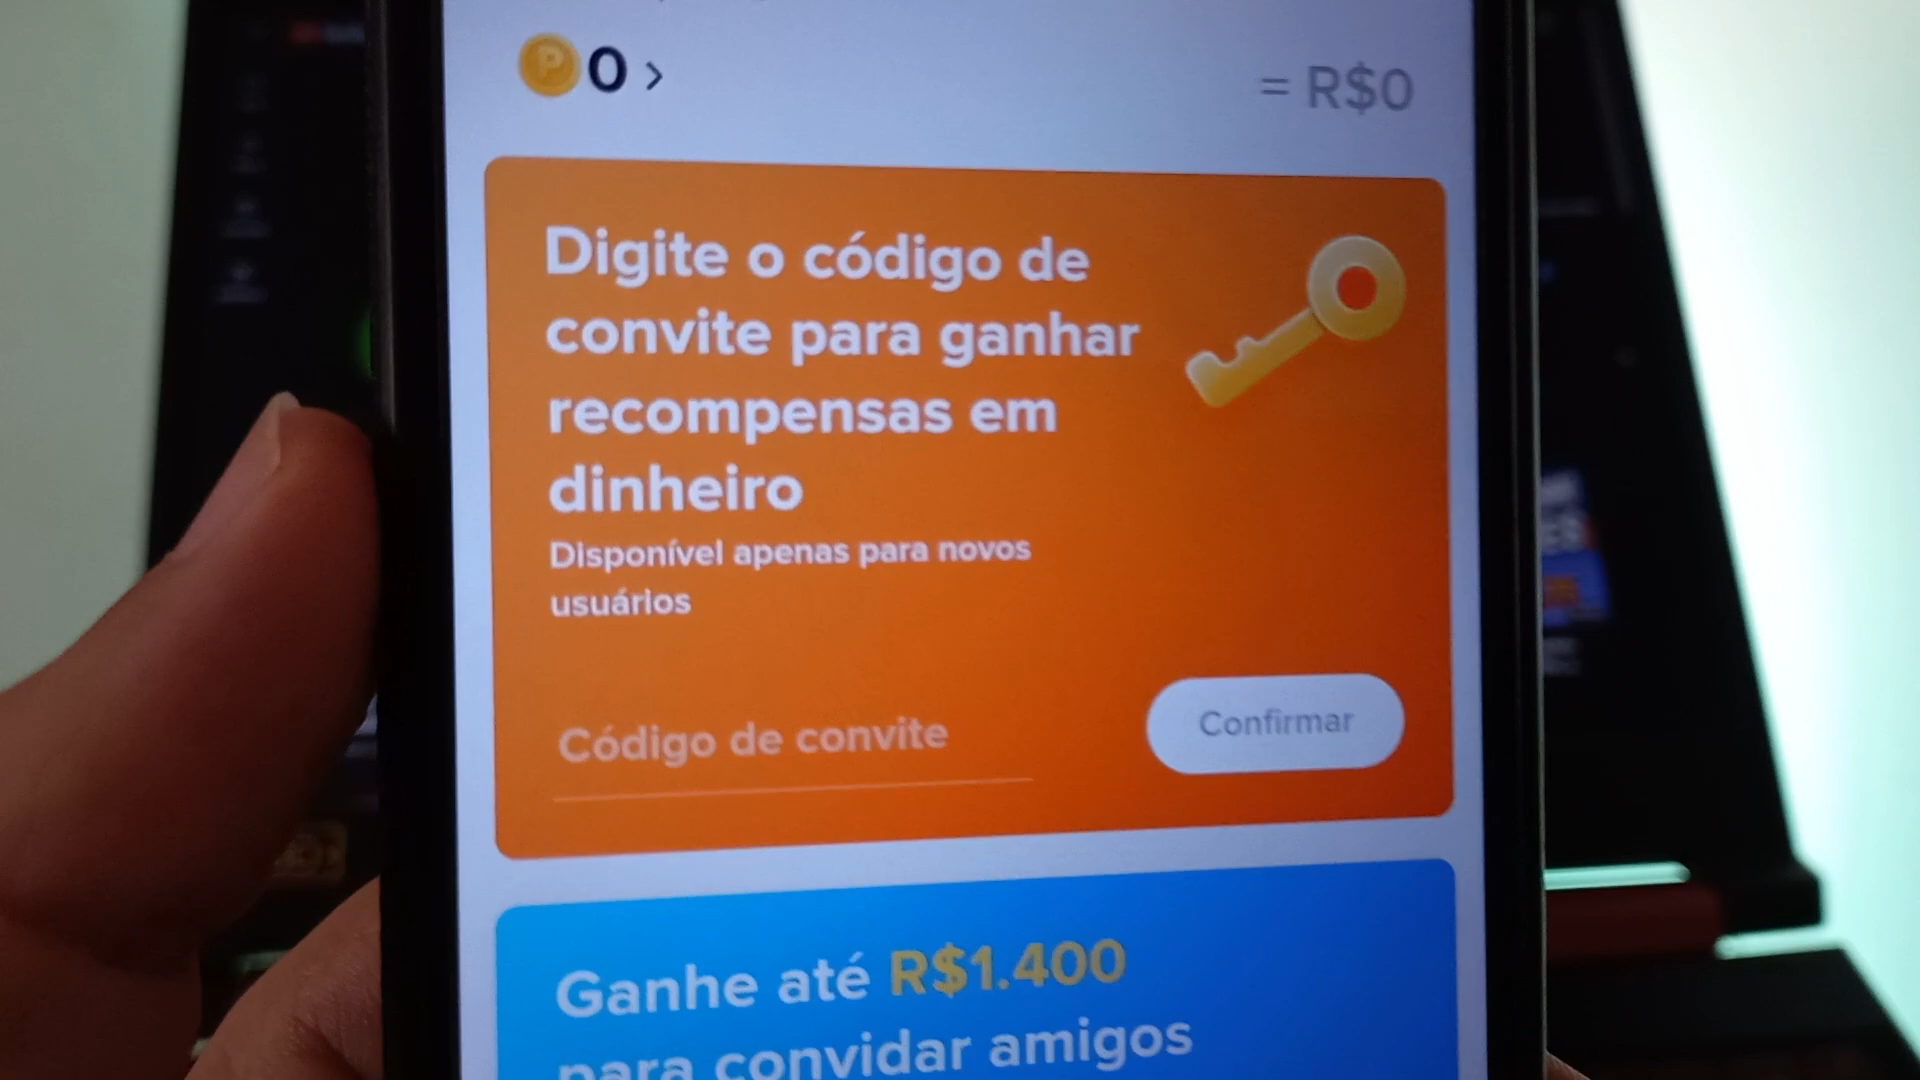 P 0 >
= R$0
Digite o código de
convite para ganhar
recompensas em
dinheiro
Disponível apenas para novos
usuários
Código de convite
Confirmar
Ganhe até R$1.400
para convidar amigos